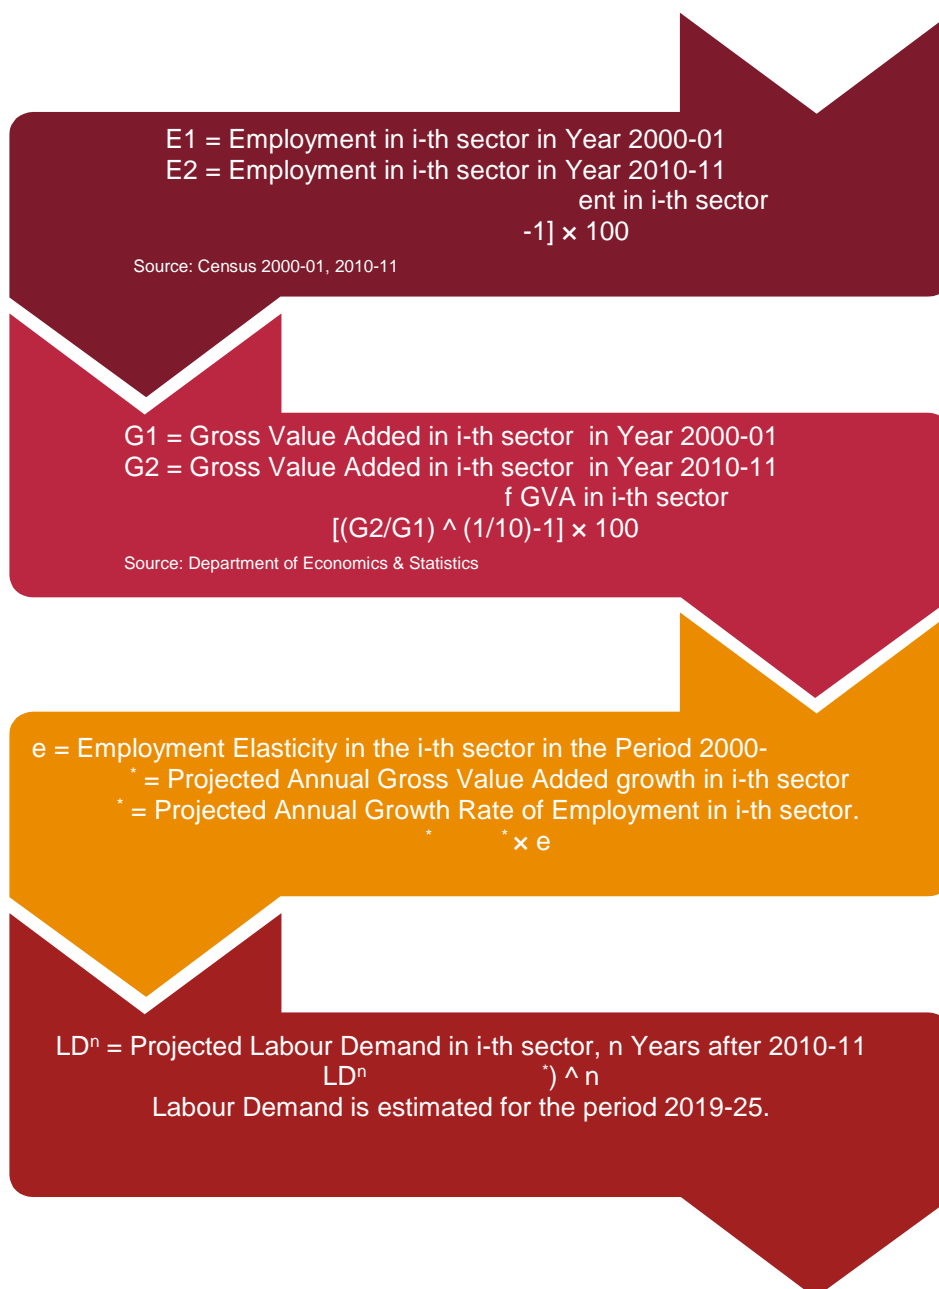 E1 = Employment in i-th sector in Year 2000-01
E2 = Employment in i-th sector in Year 2010-11
ent in i-th sector
-1] × 100
Source: Census 2000-01, 2010-11
G1 = Gross Value Added in i-th sector in Year 2000-01
G2 = Gross Value Added in i-th sector in Year 2010-11
f GVA in i-th sector
[(G2/G1) ^ (1/10)-1] × 100
Source: Department of Economics & Statistics
e = Employment Elasticity in the i-th sector in the Period 2000-
* = Projected Annual Gross Value Added growth in i-th sector
* = Projected Annual Growth Rate of Employment in i-th sector.
* * × e
LDⁿ = Projected Labour Demand in i-th sector, n Years after 2010-11
LDⁿ *) ^ n
Labour Demand is estimated for the period 2019-25.